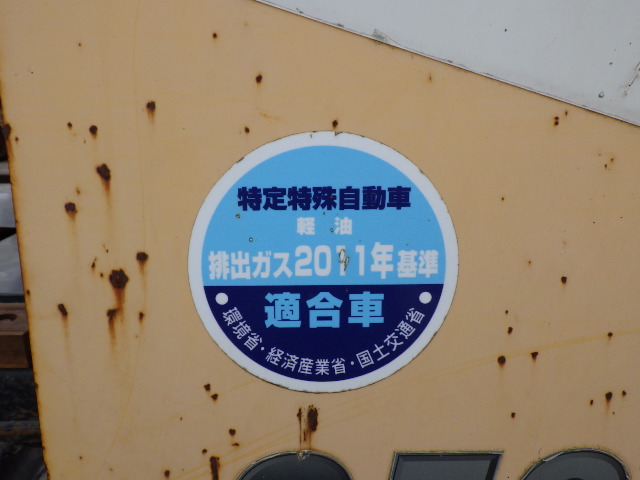 特定特殊自動車
軽油
排出ガス2011年基準
適合車
環境省・経済産業省・国土交通省